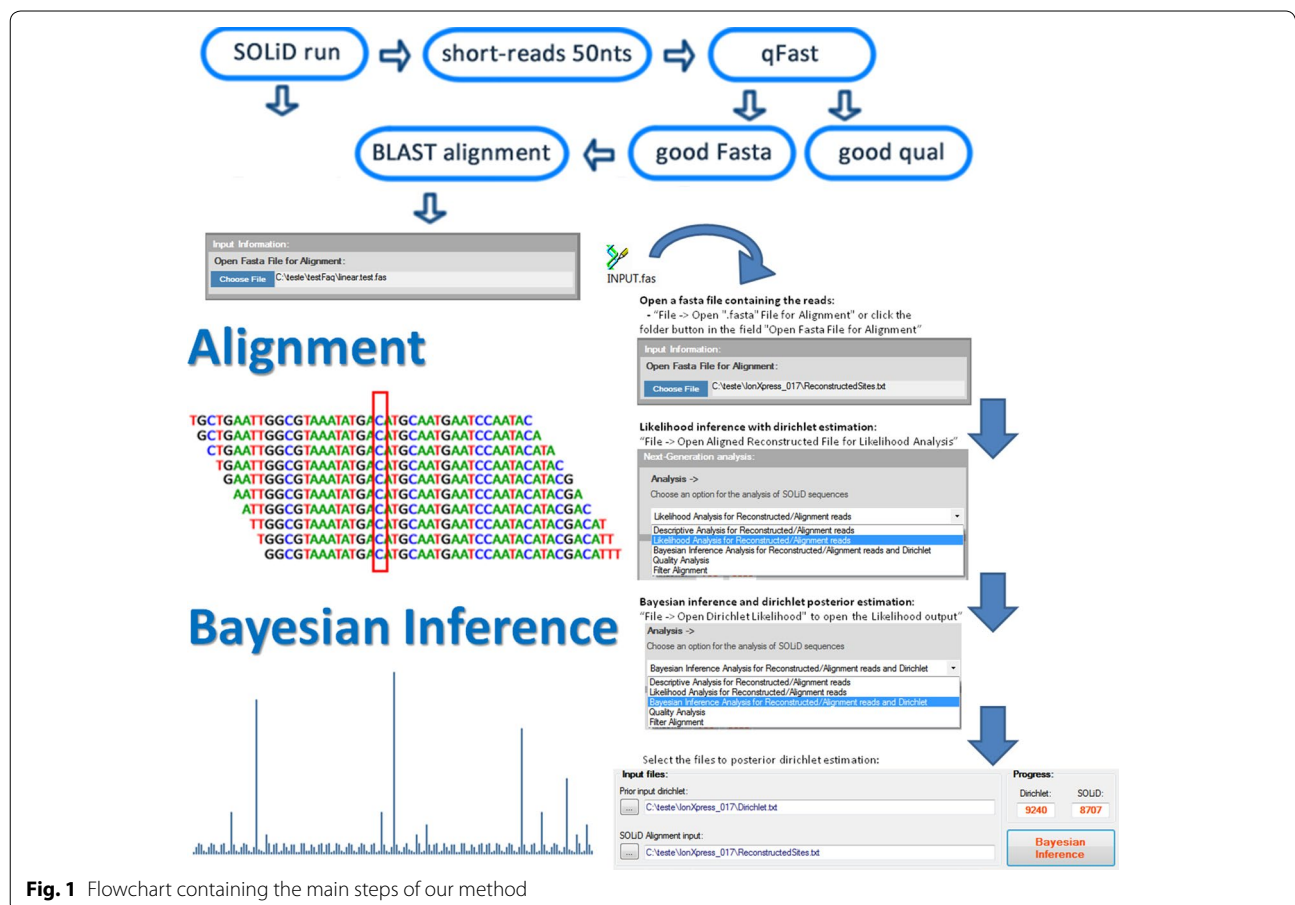 SOLiD run
short-reads 50nts
qFast
BLAST alignment
good Fasta
good qual
Input Information:
Open Fasta File for Alignment:
Choose File C:\teste\testFaq\linear.test.fas
INPUT.fas
Open a fasta file containing the reads:
- "File -> Open ".fasta" File for Alignment" or click the
folder button in the field "Open Fasta File for Alignment"
Input Information:
Open Fasta File for Alignment:
Choose File C:\teste\IonXpress_017\ReconstructedSites.txt
Alignment
TGCTGAATTGGCGTAAATATGACATGCAATGAATCCAATAC
GCTGAATTGGCGTAAATATGACATGCAATGAATCCAATACA
CTGAATTGGCGTAAATATGACATGCAATGAATCCAATACATA
TGAATTGGCGTAAATATGACATGCAATGAATCCAATACATAC
GAATTGGCGTAAATATGACATGCAATGAATCCAATACATACG
AATTGGCGTAAATATGACATGCAATGAATCCAATACATACGA
ATTGGCGTAAATATGACATGCAATGAATCCAATACATACGAC
TTGGCGTAAATATGACATGCAATGAATCCAATACATACGACAT
TGGCGTAAATATGACATGCAATGAATCCAATACATACGACATT
GGCGTAAATATGACATGCAATGAATCCAATACATACGACATTT
Likelihood inference with dirichlet estimation:
"File -> Open Aligned Reconstructed File for Likelihood Analysis"
Next-Generation analysis:
Analysis ->
Choose an option for the analysis of SOLiD sequences
Likelihood Analysis for Reconstructed/Alignment reads
Descriptive Analysis for Reconstructed/Alignment reads
Likelihood Analysis for Reconstructed/Alignment reads
Bayesian Inference Analysis for Reconstructed/Alignment reads and Dirichlet
Quality Analysis
Filter Alignment
Bayesian Inference
Bayesian inference and dirichlet posterior estimation:
"File -> Open Dirichlet Likelihood" to open the Likelihood output"
Analysis ->
Choose an option for the analysis of SOLiD sequences
Bayesian Inference Analysis for Reconstructed/Alignment reads and Dirichlet
Descriptive Analysis for Reconstructed/Alignment reads
Likelihood Analysis for Reconstructed/Alignment reads
Bayesian Inference Analysis for Reconstructed/Alignment reads and Dirichlet
Quality Analysis
Filter Alignment
Select the files to posterior dirichlet estimation:
Input files:
Prior input dirichlet:
... C:\teste\IonXpress_017\Dirichlet.txt
SOLiD Alignment input:
... C:\teste\IonXpress_017\ReconstructedSites.txt
Progress:
Dirichlet: SOLiD:
9240 8707
Bayesian
Inference
Fig. 1 Flowchart containing the main steps of our method